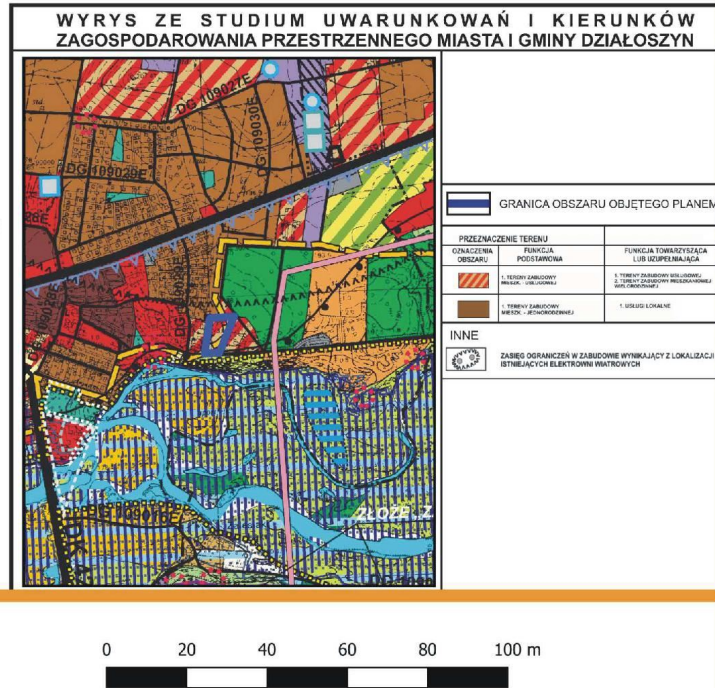 WYRYS ZE STUDIUM UWARUNKOWAŃ I KIERUNKÓW
ZAGOSPODAROWANIA PRZESTRZENNEGO MIASTA I GMINY DZIAŁOSZYN
DG 109027E
DG 109030E
DG 109029E
ZŁOŻE „Z
GRANICA OBSZARU OBJĘTEGO PLANEM
PRZEZNACZENIE TERENU
OZNACZENIA
OBSZARU
FUNKCJA
PODSTAWOWA
FUNKCJA TOWARZYSZĄCA
LUB UZUPEŁNIAJĄCA
1. TERENY ZABUDOWY
MIESZK. - USŁUGOWEJ
1. TERENY ZABUDOWY USŁUGOWEJ
2. TERENY ZABUDOWY MIESZKANIOWEJ
WIELORODZINNEJ
1. TERENY ZABUDOWY
MIESZK. - JEDNORODZINNEJ
1. USŁUGI LOKALNE
INNE
ZASIĘG OGRANICZEŃ W ZABUDOWIE WYNIKAJĄCY Z LOKALIZACJI
ISTNIEJĄCYCH ELEKTROWNI WIATROWYCH
0 20 40 60 80 100 m